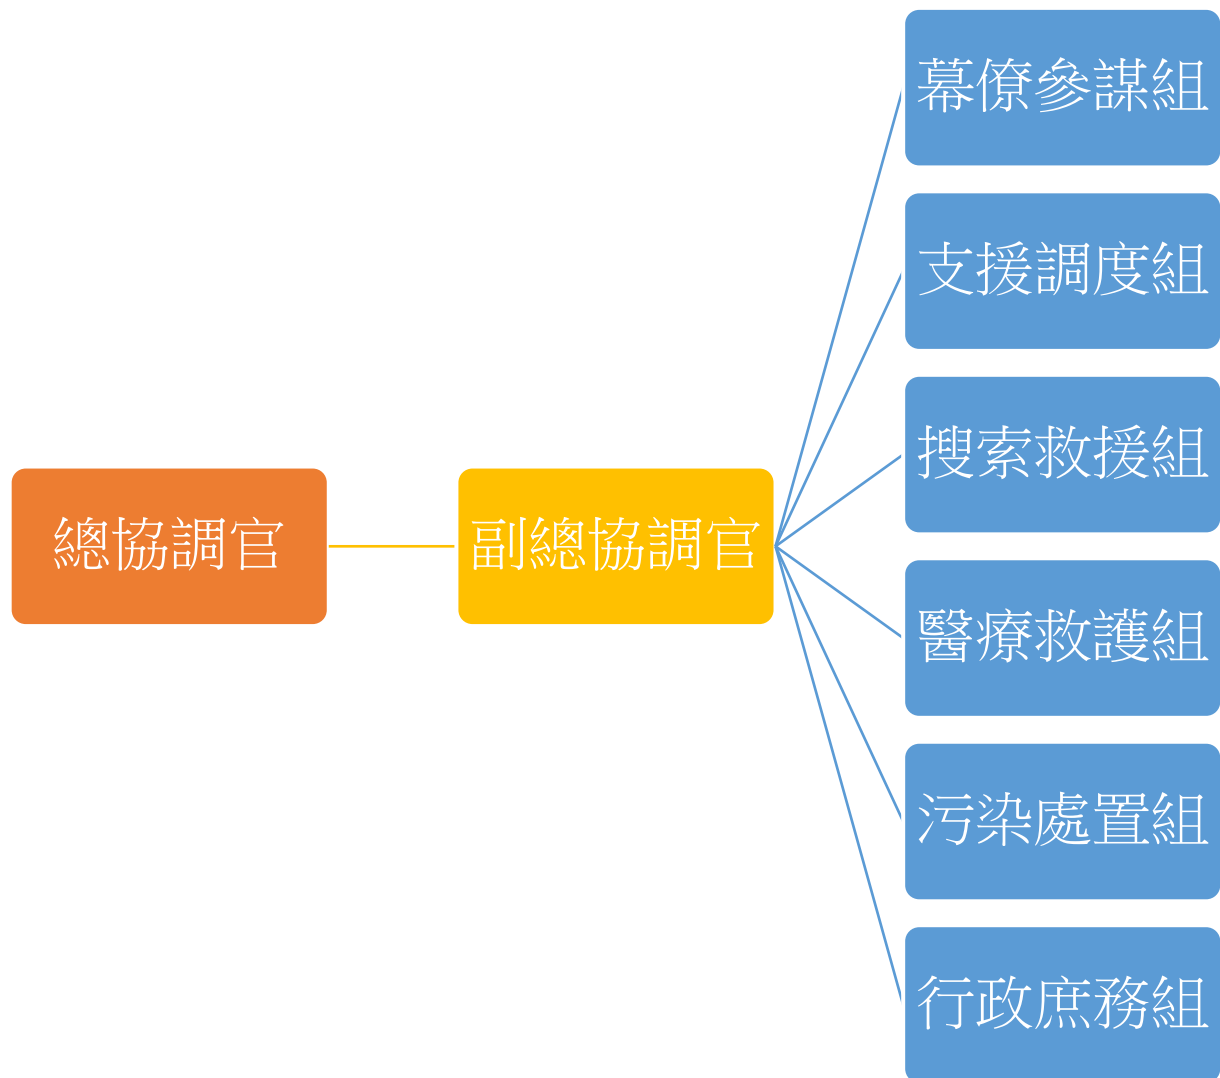 總協調官
副總協調官
幕僚參謀組
支援調度組
搜索救援組
醫療救護組
污染處置組
行政庶務組